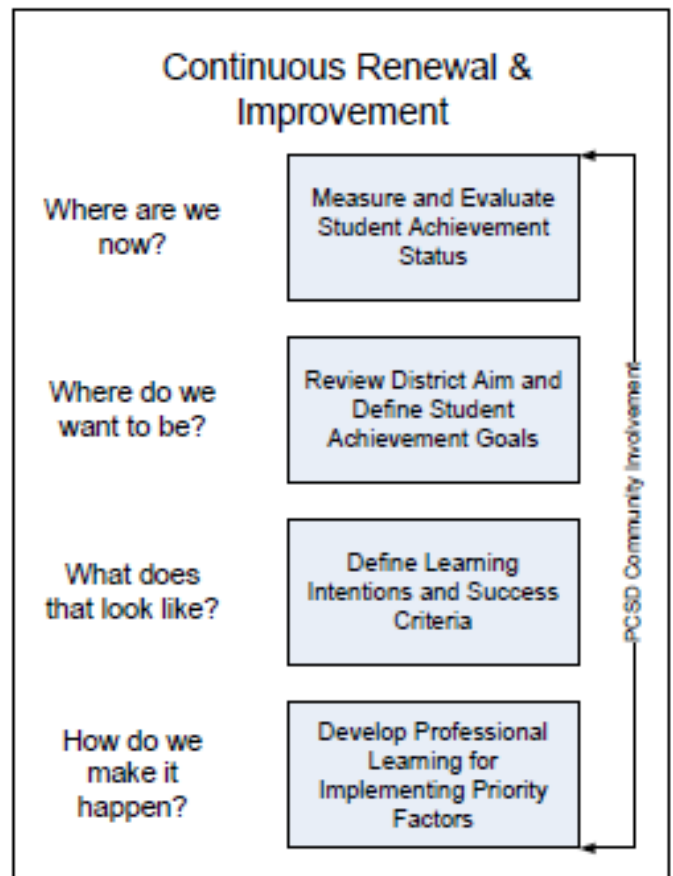 Continuous Renewal &
Improvement
Where are we
now?
Measure and Evaluate
Student Achievement
Status
Where do we
want to be?
Review District Aim and
Define Student
Achievement Goals
What does
that look like?
Define Learning
Intentions and Success
Criteria
How do we
make it
happen?
Develop Professional
Learning for
Implementing Priority
Factors
PCSD Community Involvement